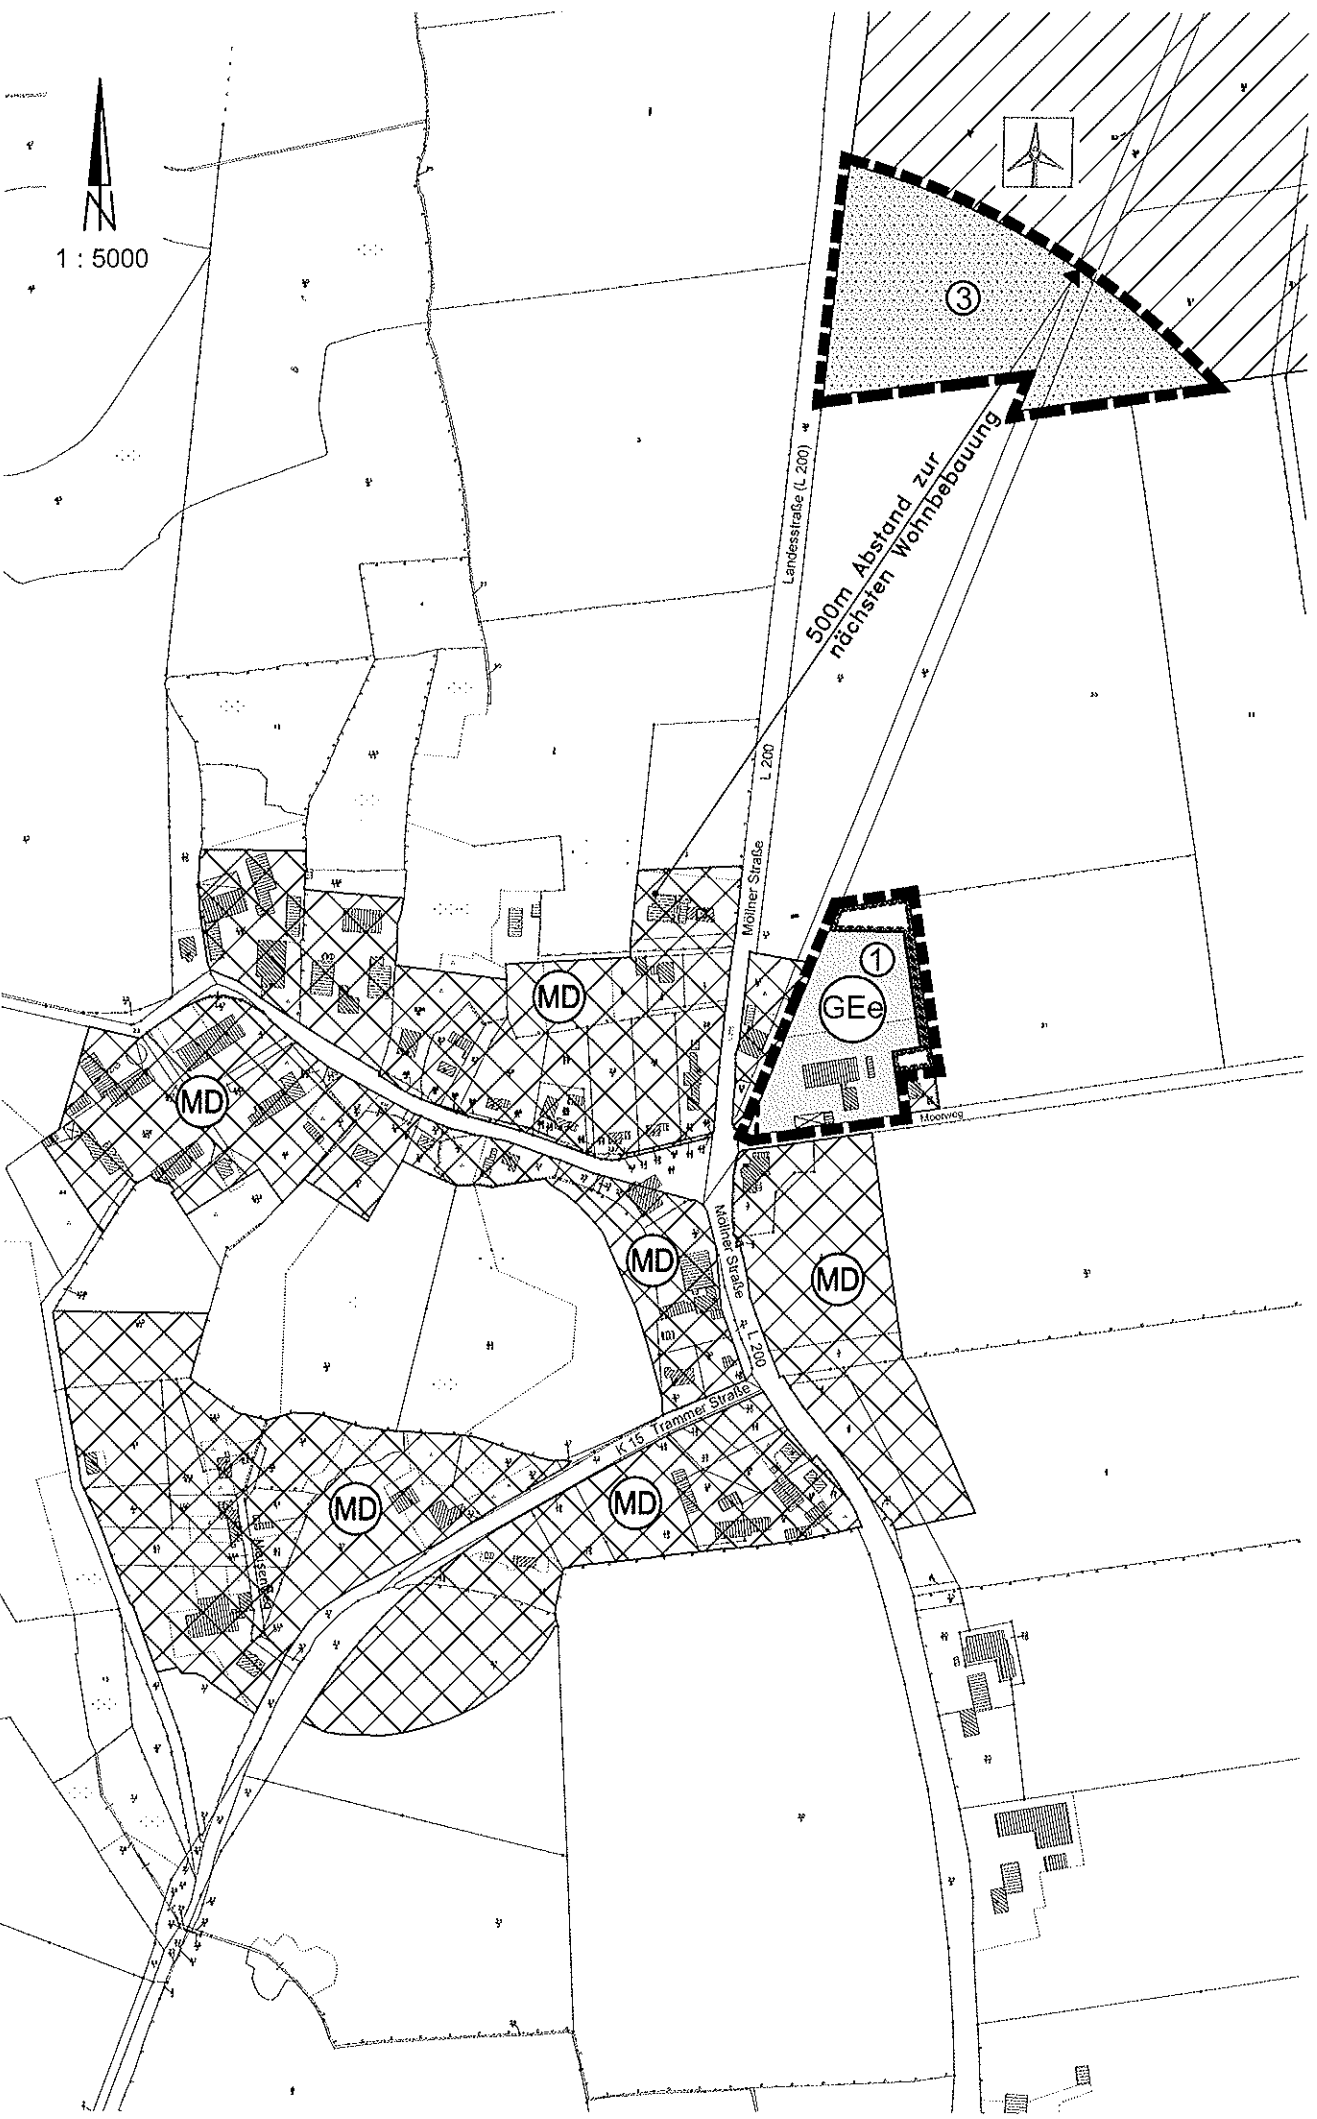 N
1 : 5000
3
Landesstraße (L 200)
500m Abstand zur
nächsten Wohnbebauung
L 200
Möllner Straße
1
GEe
MD
MD
Moorweg
Möllner Straße
MD
MD
L 200
K 15 Trammer Straße
MD
MD